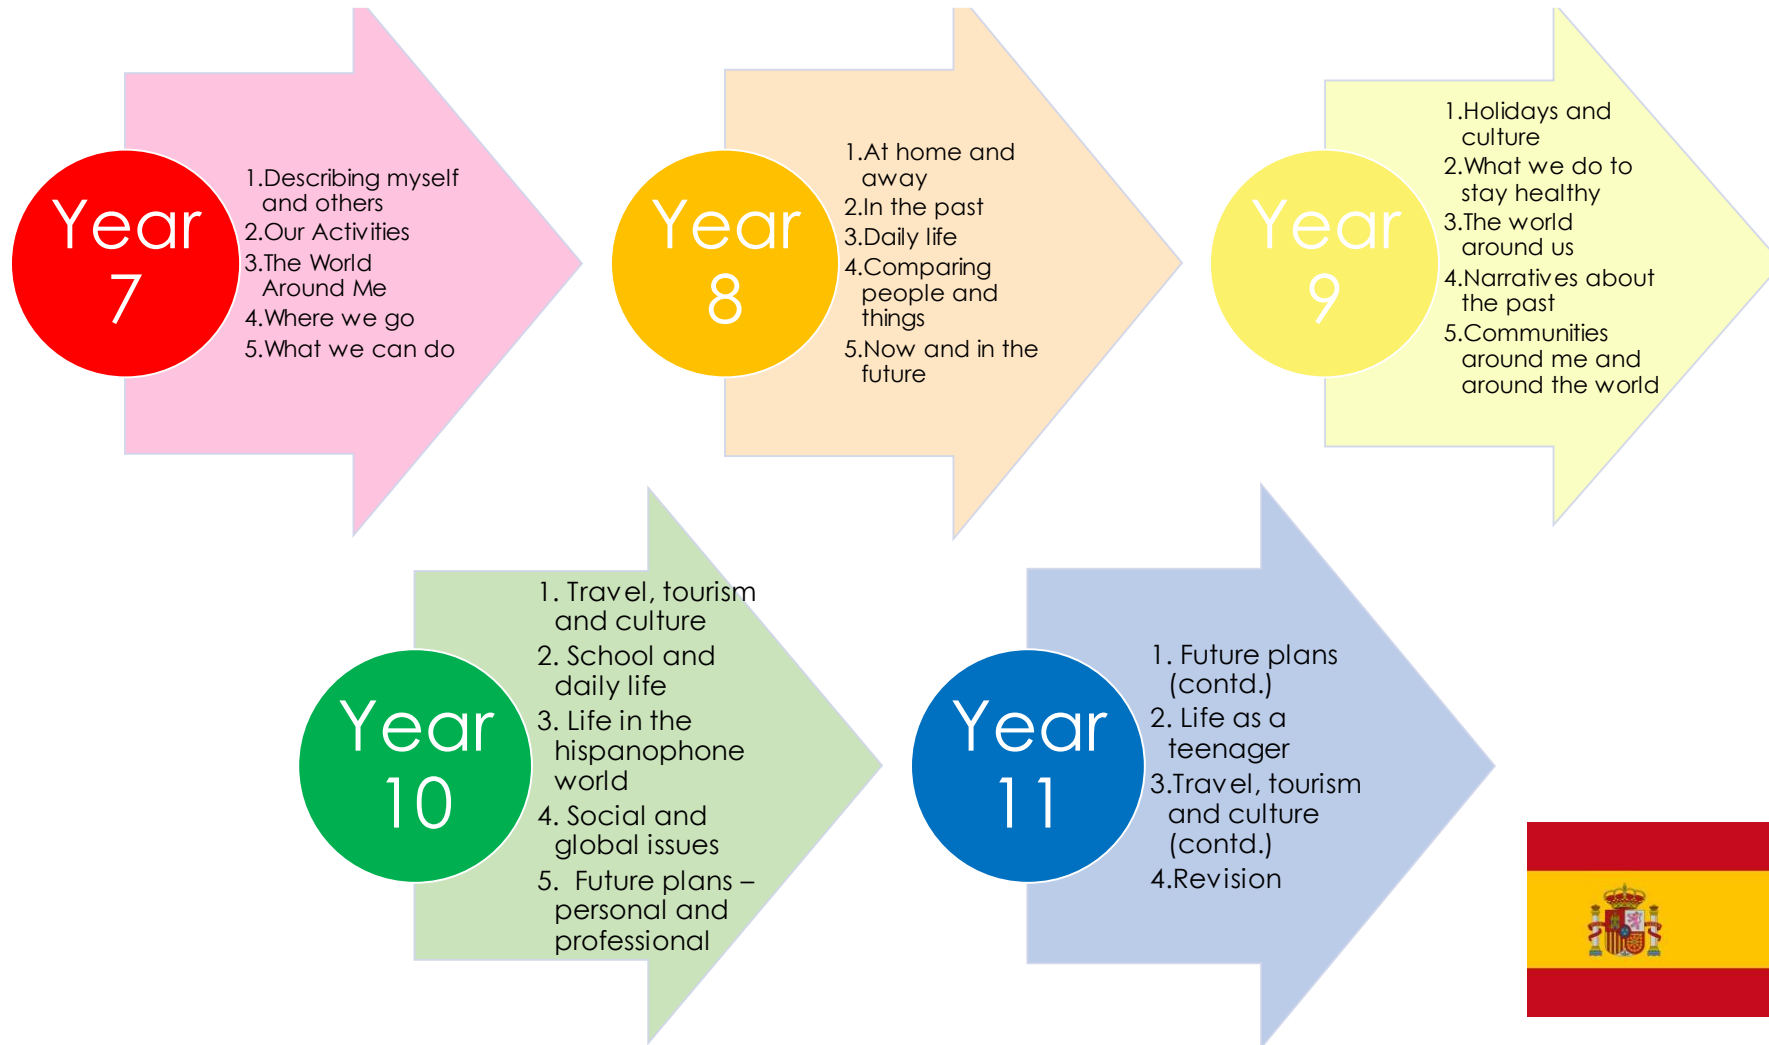 Year
7
1.Describing myself
and others
2.Our Activities
3.The World
Around Me
4.Where we go
5.What we can do
Year
8
1.At home and
away
2.In the past
3.Daily life
4.Comparing
people and
things
5.Now and in the
future
Year
9
1.Holidays and
culture
2.What we do to
stay healthy
3.The world
around us
4.Narratives about
the past
5.Communities
around me and
around the world
Year
10
1. Travel, tourism
and culture
2. School and
daily life
3. Life in the
hispanophone
world
4. Social and
global issues
5. Future plans –
personal and
professional
Year
11
1. Future plans
(contd.)
2. Life as a
teenager
3.Travel, tourism
and culture
(contd.)
4.Revision